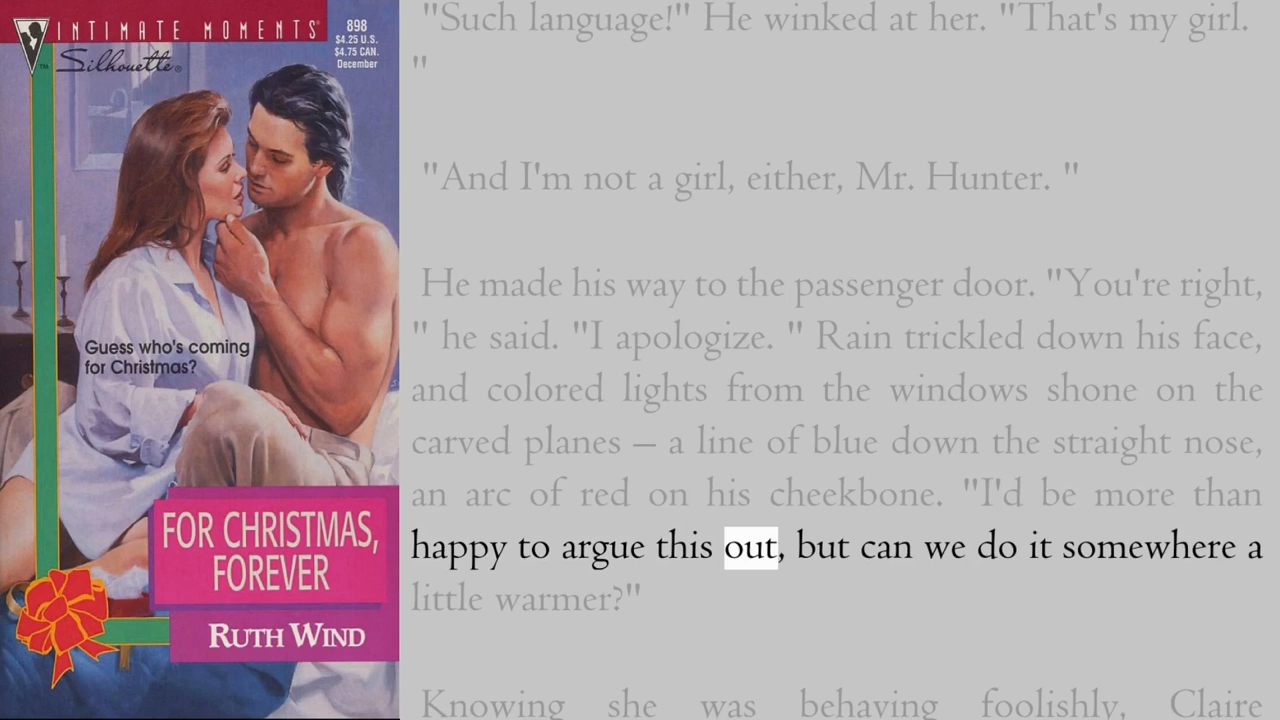 INTIMATE MOMENTS®
™ Silhouette®
898
$4.25 U.S.
$4.75 CAN.
December
Guess who's coming
for Christmas?
FOR CHRISTMAS,
FOREVER
RUTH WIND
"Such language!" He winked at her. "That's my girl.
"
"And I'm not a girl, either, Mr. Hunter. "
He made his way to the passenger door. "You're right,
" he said. "I apologize. " Rain trickled down his face,
and colored lights from the windows shone on the
carved planes – a line of blue down the straight nose,
an arc of red on his cheekbone. "I'd be more than
happy to argue this out, but can we do it somewhere a
little warmer?"
Knowing she was behaving foolishly, Claire